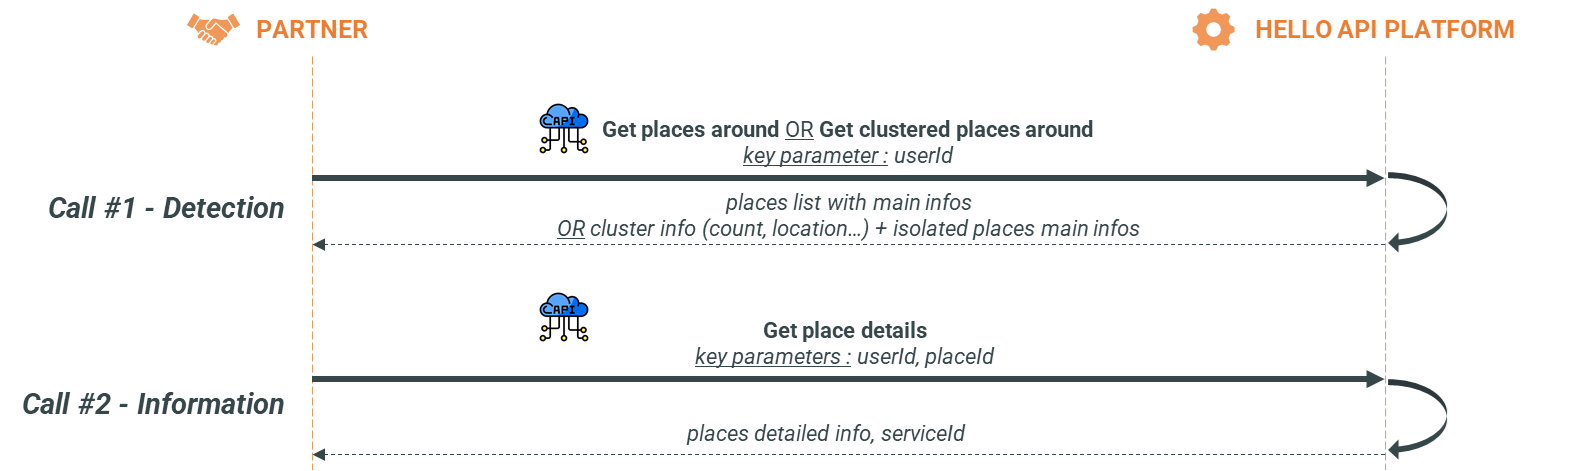 PARTNER
HELLO API PLATFORM
API
Get places around OR Get clustered places around
key parameter : userId
Call #1 - Detection
places list with main infos
OR cluster info (count, location...) + isolated places main infos
API
Get place details
key parameters : userId, placeId
Call #2 - Information
places detailed info, serviceId